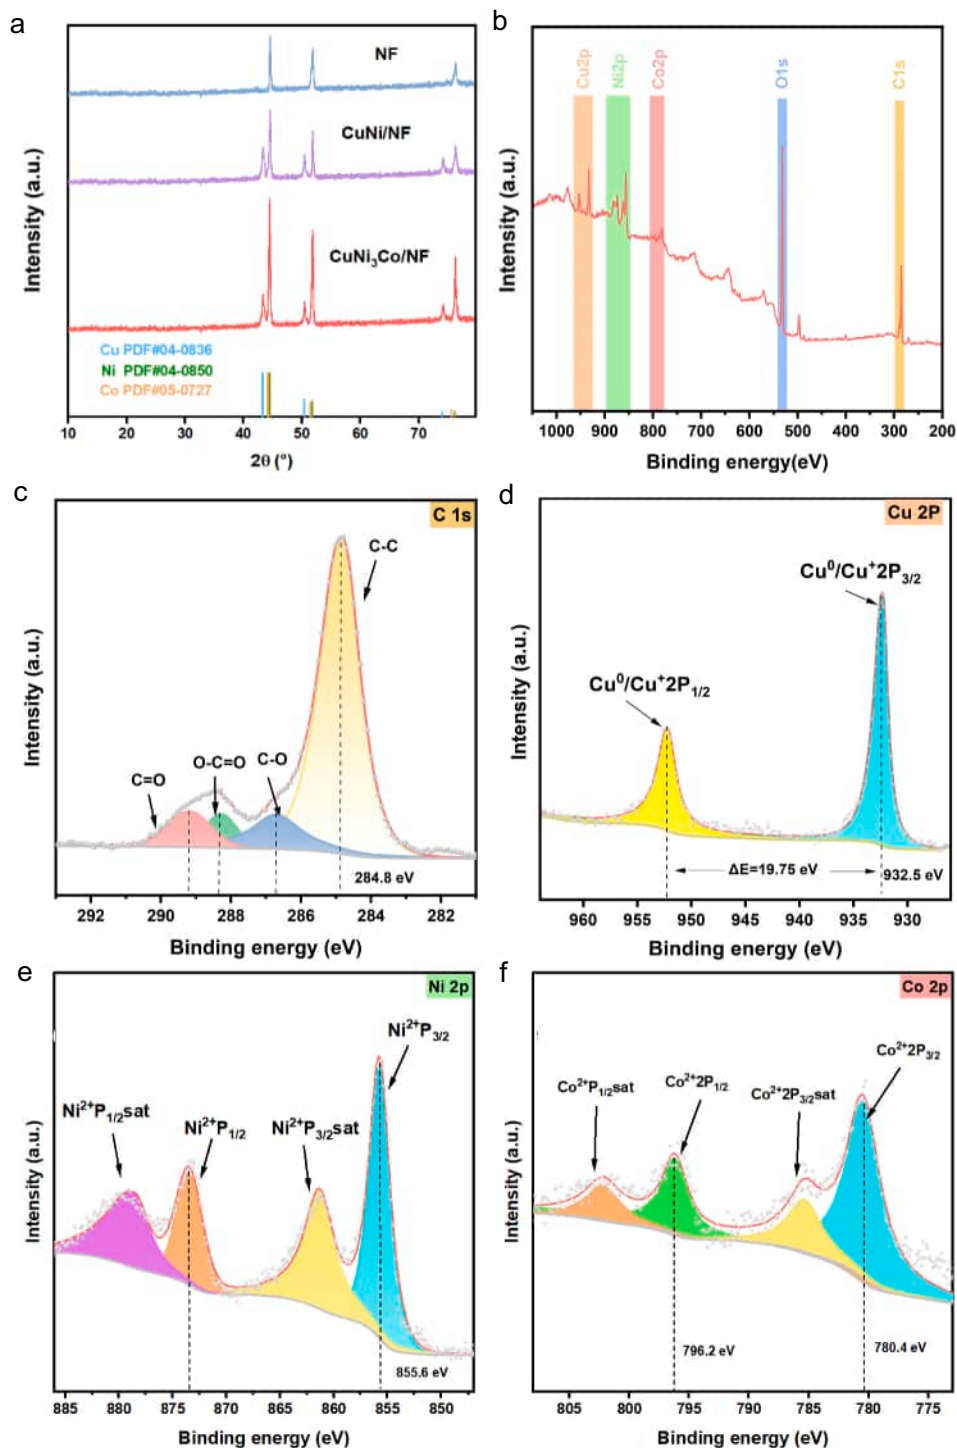 a
NF
CuNi/NF
CuNi₃Co/NF
Cu PDF#04-0836
Ni PDF#04-0850
Co PDF#05-0727
Intensity (a.u.)
10 20 30 40 50 60 70
2θ (°)
b
Cu2p
Ni2p
Co2p
O1s
C1s
Intensity (a.u.)
1000 900 800 700 600 500 400 300 200
Binding energy(eV)
c
C 1s
C-C
C=O
O-C=O
C-O
284.8 eV
Intensity (a.u.)
292 290 288 286 284 282
Binding energy (eV)
d
Cu 2P
Cu⁰/Cu⁺2P₃/₂
Cu⁰/Cu⁺2P₁/₂
ΔE=19.75 eV
932.5 eV
Intensity (a.u.)
960 955 950 945 940 935 930
Binding energy (eV)
e
Ni 2p
Ni²⁺P₃/₂
Ni²⁺P₁/₂sat
Ni²⁺P₁/₂
Ni²⁺P₃/₂sat
855.6 eV
Intensity (a.u.)
885 880 875 870 865 860 855 850
Binding energy (eV)
f
Co 2p
Co²⁺2P₃/₂
Co²⁺P₁/₂sat
Co²⁺2P₁/₂
Co²⁺2P₃/₂sat
796.2 eV
780.4 eV
Intensity (a.u.)
805 800 795 790 785 780 775
Binding energy (eV)